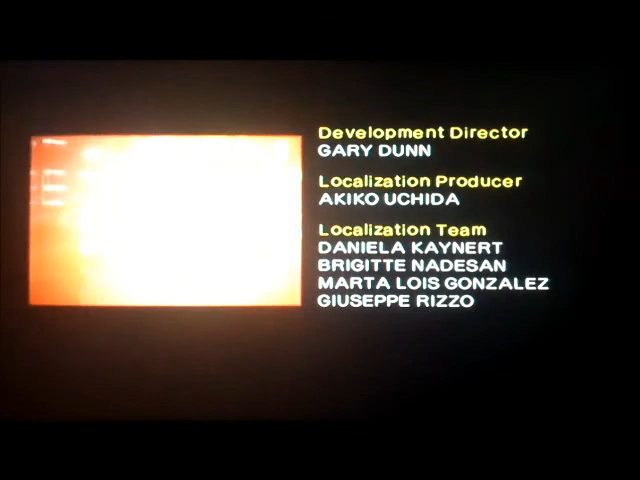 Development Director
GARY DUNN
Localization Producer
AKIKO UCHIDA
Localization Team
DANIELA KAYNERT
BRIGITTE NADESAN
MARTA LOIS GONZALEZ
GIUSEPPE RIZZO